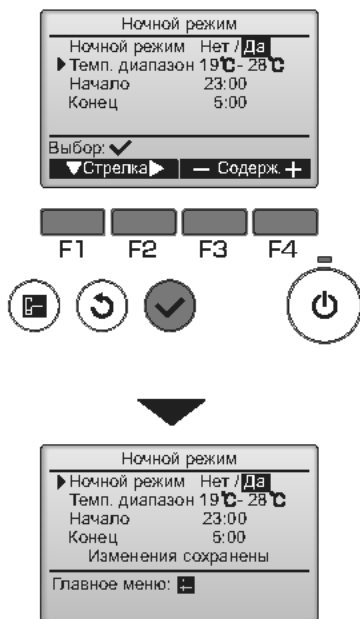 Ночной режим
Ночной режим Нет / Да
Темп. диапазон 19°C - 28°C
Начало 23:00
Конец 5:00
Выбор:
Стрелка − Содерж. +
F1 F2 F3 F4
Ночной режим
Ночной режим Нет / Да
Темп. диапазон 19°C - 28°C
Начало 23:00
Конец 5:00
Изменения сохранены
Главное меню: